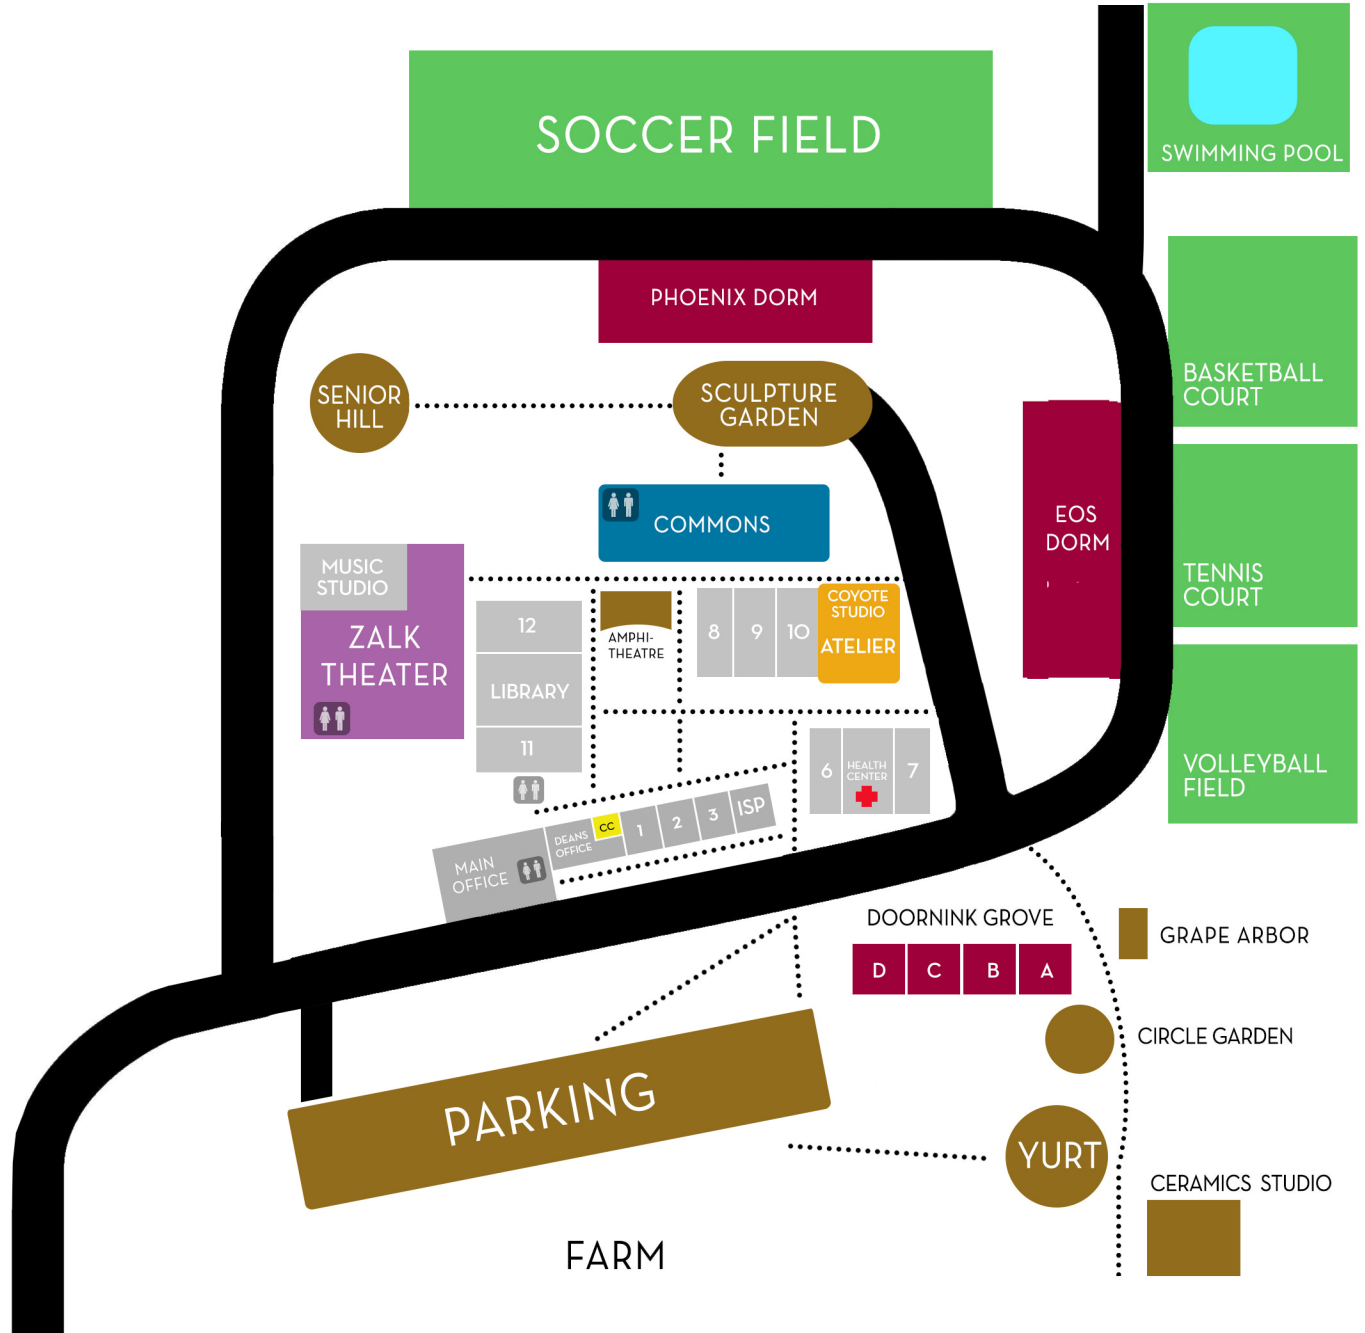 SOCCER FIELD
SWIMMING POOL
PHOENIX DORM
SENIOR
HILL
SCULPTURE
GARDEN
BASKETBALL
COURT
COMMONS
EOS
DORM
MUSIC
STUDIO
ZALK
THEATER
12
LIBRARY
11
AMPHI-
THEATRE
8
9
10
COYOTE
STUDIO
ATELIER
TENNIS
COURT
6
HEALTH
CENTER
7
VOLLEYBALL
FIELD
MAIN
OFFICE
DEANS
OFFICE
CC
1
2
3
ISP
DOORNINK GROVE
D
C
B
A
GRAPE ARBOR
CIRCLE GARDEN
PARKING
YURT
CERAMICS STUDIO
FARM